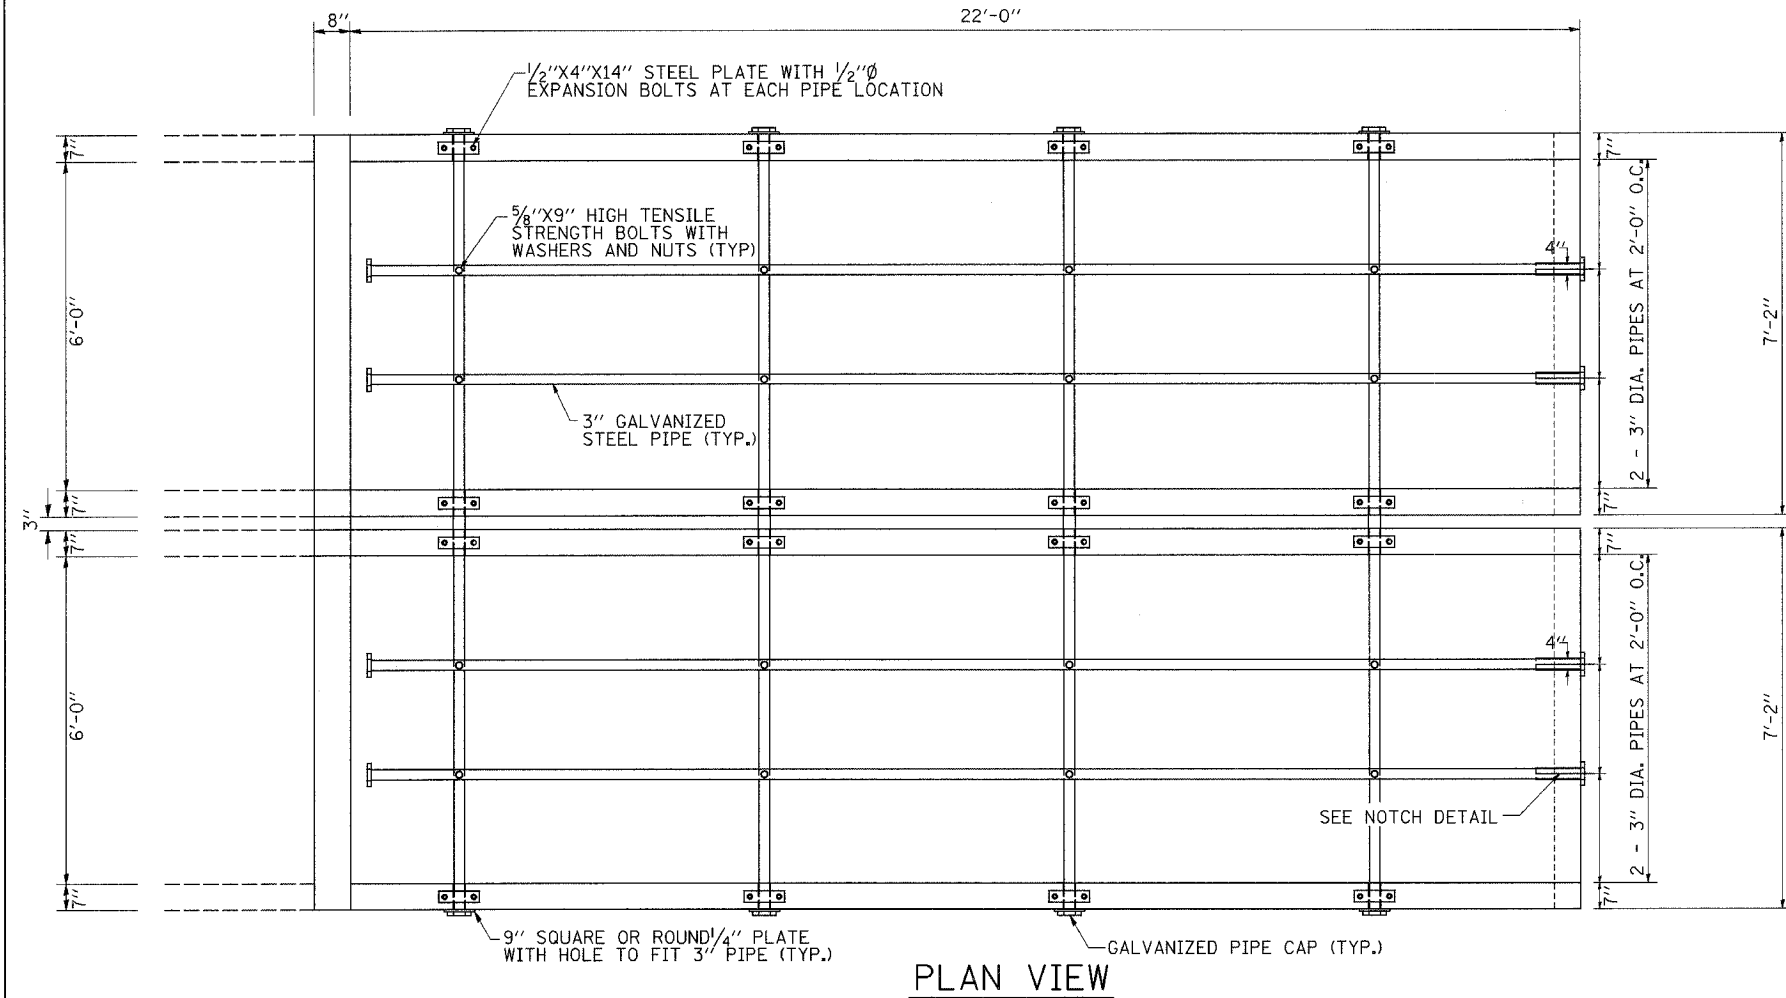 8"
22'-0"
1/2"X4"X14" STEEL PLATE WITH 1/2"Ø
EXPANSION BOLTS AT EACH PIPE LOCATION
7"
7"
5/8"X9" HIGH TENSILE
STRENGTH BOLTS WITH
WASHERS AND NUTS (TYP)
4"
6'-0"
2 - 3" DIA. PIPES AT 2'-0" O.C.
7'-2"
3" GALVANIZED
STEEL PIPE (TYP.)
7"
7"
3"
7"
7"
4"
6'-0"
2 - 3" DIA. PIPES AT 2'-0" O.C.
7'-2"
SEE NOTCH DETAIL
7"
7"
9" SQUARE OR ROUND 1/4" PLATE
WITH HOLE TO FIT 3" PIPE (TYP.)
GALVANIZED PIPE CAP (TYP.)
PLAN VIEW